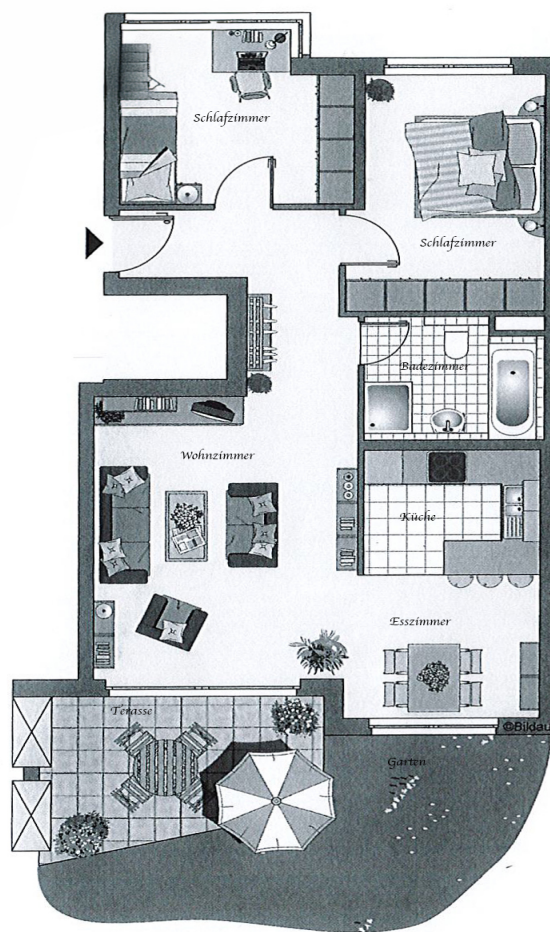 Schlafzimmer
Schlafzimmer
Badezimmer
Wohnzimmer
Küche
Esszimmer
Terasse
©Bildau
Garten